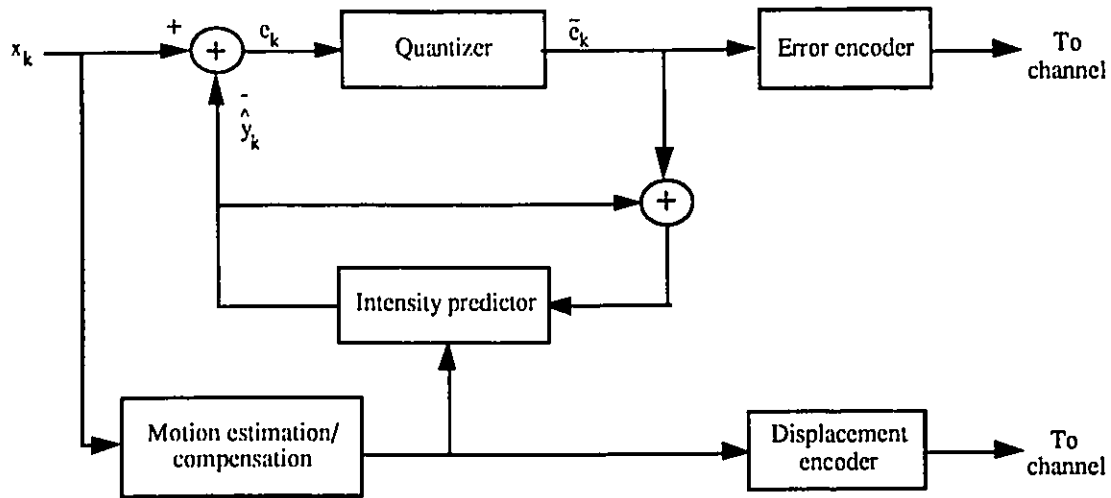 +
x_k
+
c_k
Quantizer
c̃_k
Error encoder
To
channel
-
ŷ_k
+
Intensity predictor
Motion estimation/
compensation
Displacement
encoder
To
channel